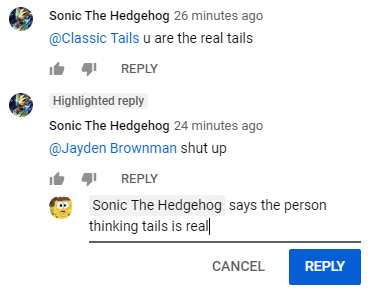 Sonic The Hedgehog 26 minutes ago
@Classic Tails u are the real tails
REPLY
Highlighted reply
Sonic The Hedgehog 24 minutes ago
@Jayden Brownman shut up
REPLY
Sonic The Hedgehog says the person
thinking tails is real
CANCEL REPLY